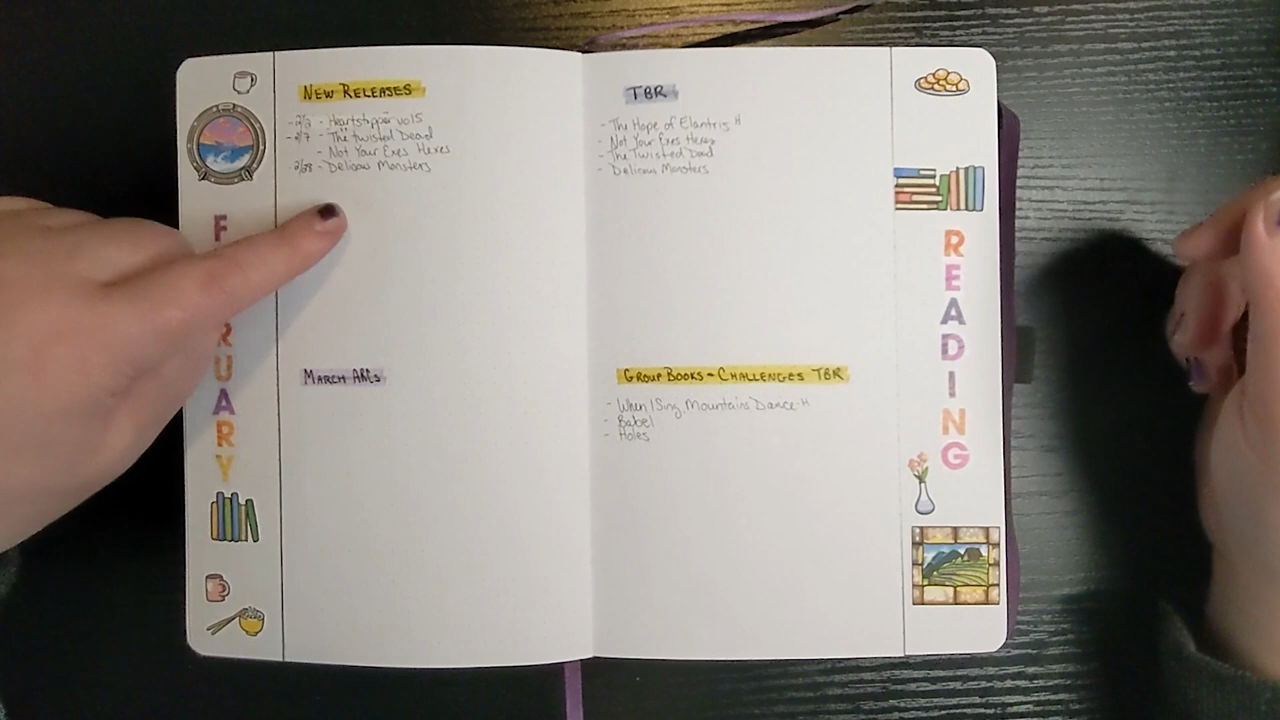 NEW RELEASES
- 2/2 - Heartstopper vol 5
- 2/7 - The Twisted Dead
- Not Your Exes Hexes
- 2/28 - Delicious Monsters
MARCH ARCs
TBR
- The Hope of Elantris H
- Not Your Exes Hexes
- The Twisted Dead
- Delicious Monsters
GROUP BOOKS - CHALLENGES TBR
- When I Sing, Mountains Dance - H
- Babel
- Holes
READING